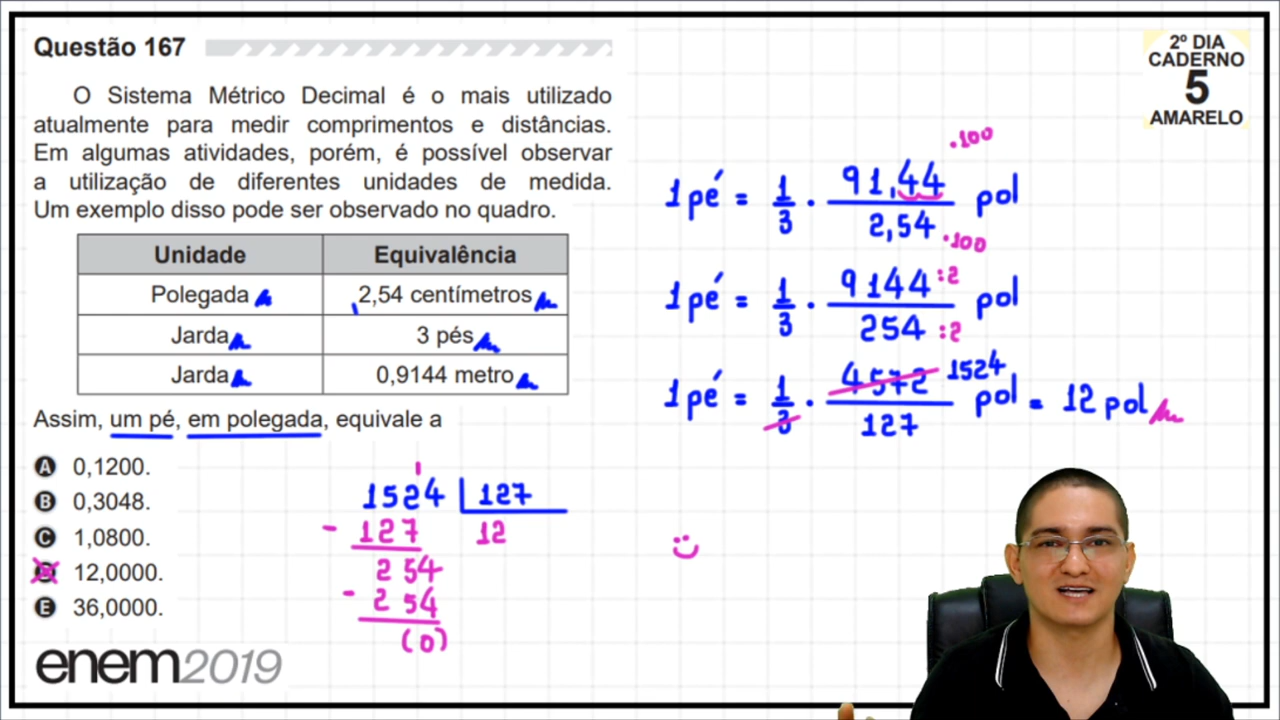 Questão 167
O Sistema Métrico Decimal é o mais utilizado
atualmente para medir comprimentos e distâncias.
Em algumas atividades, porém, é possível observar
a utilização de diferentes unidades de medida.
Um exemplo disso pode ser observado no quadro.
Unidade Equivalência
Polegada 2,54 centímetros
Jarda 3 pés
Jarda 0,9144 metro
Assim, um pé, em polegada, equivale a
A 0,1200.
B 0,3048.
C 1,0800.
D 12,0000.
E 36,0000.
enem2019
1
1524 127
- 127 12
254
- 254
(0)
2º DIA
CADERNO
5
AMARELO
1 pé = 1/3 . 91,44/2,54 pol
.100
.100
1 pé = 1/3 . 9144/254 pol
:2
:2
1 pé = 1/3 . 4572/127 pol = 12 pol
1524